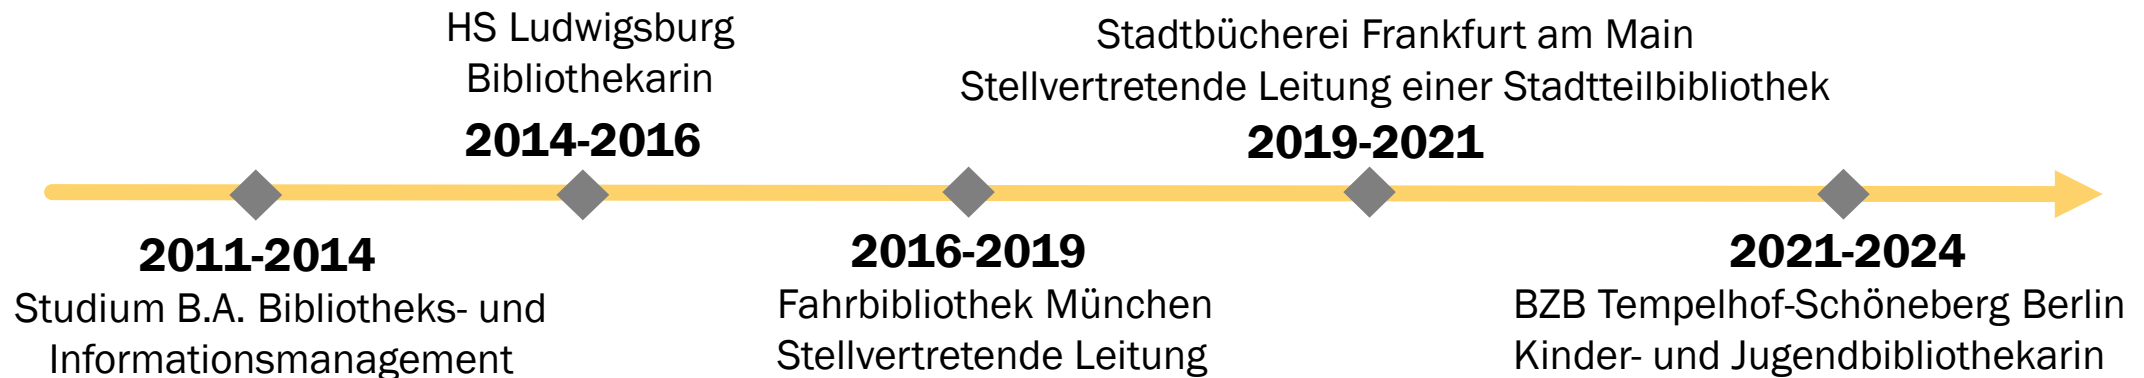 2011-2014
Studium B.A. Bibliotheks- und
Informationsmanagement
HS Ludwigsburg
Bibliothekarin
2014-2016
2016-2019
Fahrbibliothek München
Stellvertretende Leitung
Stadtbücherei Frankfurt am Main
Stellvertretende Leitung einer Stadtteilbibliothek
2019-2021
2021-2024
BZB Tempelhof-Schöneberg Berlin
Kinder- und Jugendbibliothekarin